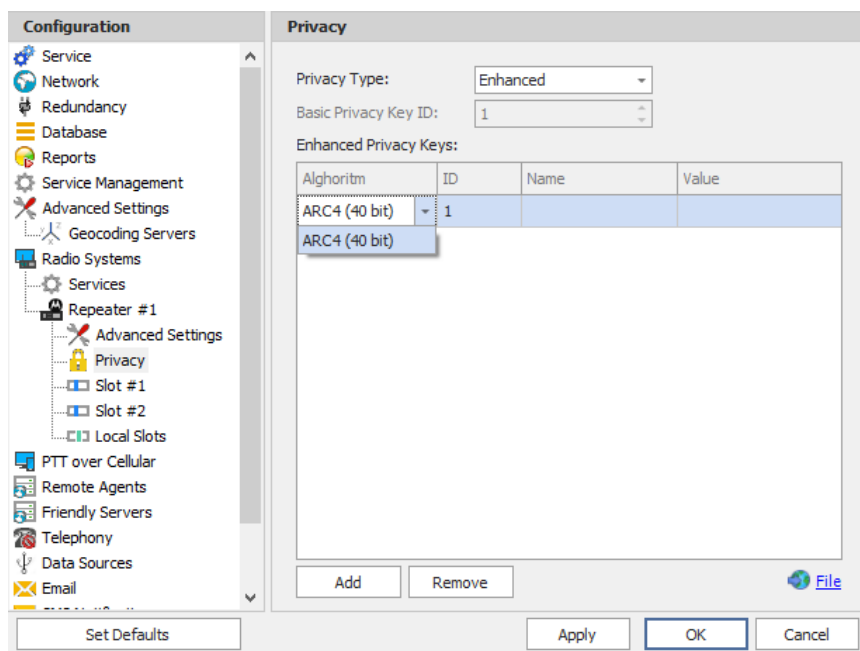 Configuration
Service
Network
Redundancy
Database
Reports
Service Management
Advanced Settings
Geocoding Servers
Radio Systems
Services
Repeater #1
Advanced Settings
Privacy
Slot #1
Slot #2
Local Slots
PTT over Cellular
Remote Agents
Friendly Servers
Telephony
Data Sources
Email
Set Defaults
Privacy
Privacy Type: Enhanced
Basic Privacy Key ID: 1
Enhanced Privacy Keys:
Alghoritm ID Name Value
ARC4 (40 bit) 1
ARC4 (40 bit)
Add Remove File
Apply OK Cancel